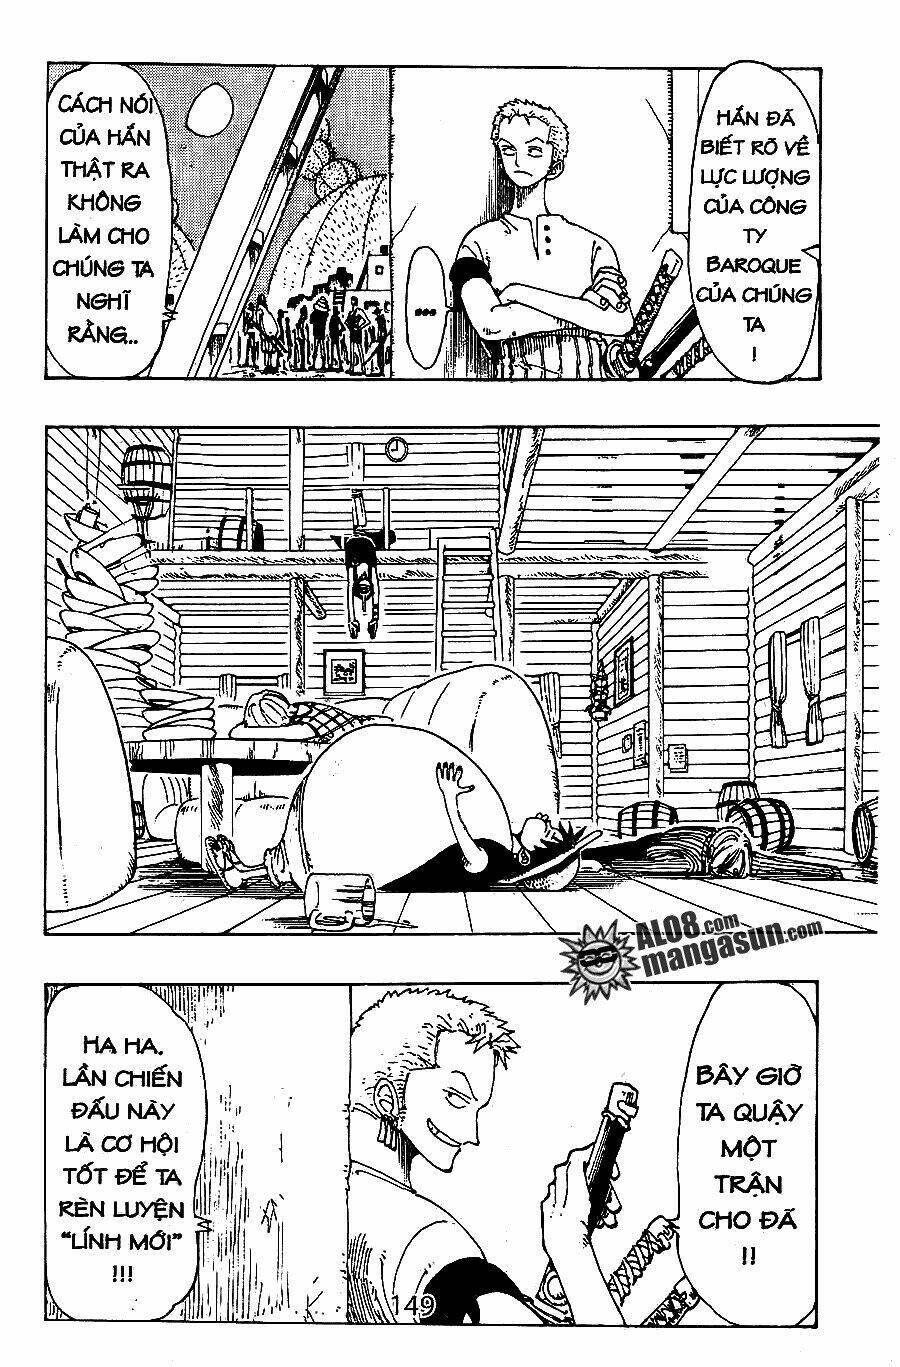 HẮN ĐÃ
BIẾT RÕ VỀ
LỰC LƯỢNG
CỦA CÔNG
TY
BAROQUE
CỦA CHÚNG
TA
!
...
CÁCH NÓI
CỦA HẮN
THẬT RA
KHÔNG
LÀM CHO
CHÚNG TA
NGHĨ
RẰNG...
AL08.com
mangasun.com
BÂY GIỜ
TA QUẬY
MỘT
TRẬN
CHO ĐÃ
!!
HA HA.
LẦN CHIẾN
ĐẤU NÀY
LÀ CƠ HỘI
TỐT ĐỂ TA
RÈN LUYỆN
“LÍNH MỚI”
!!!
149